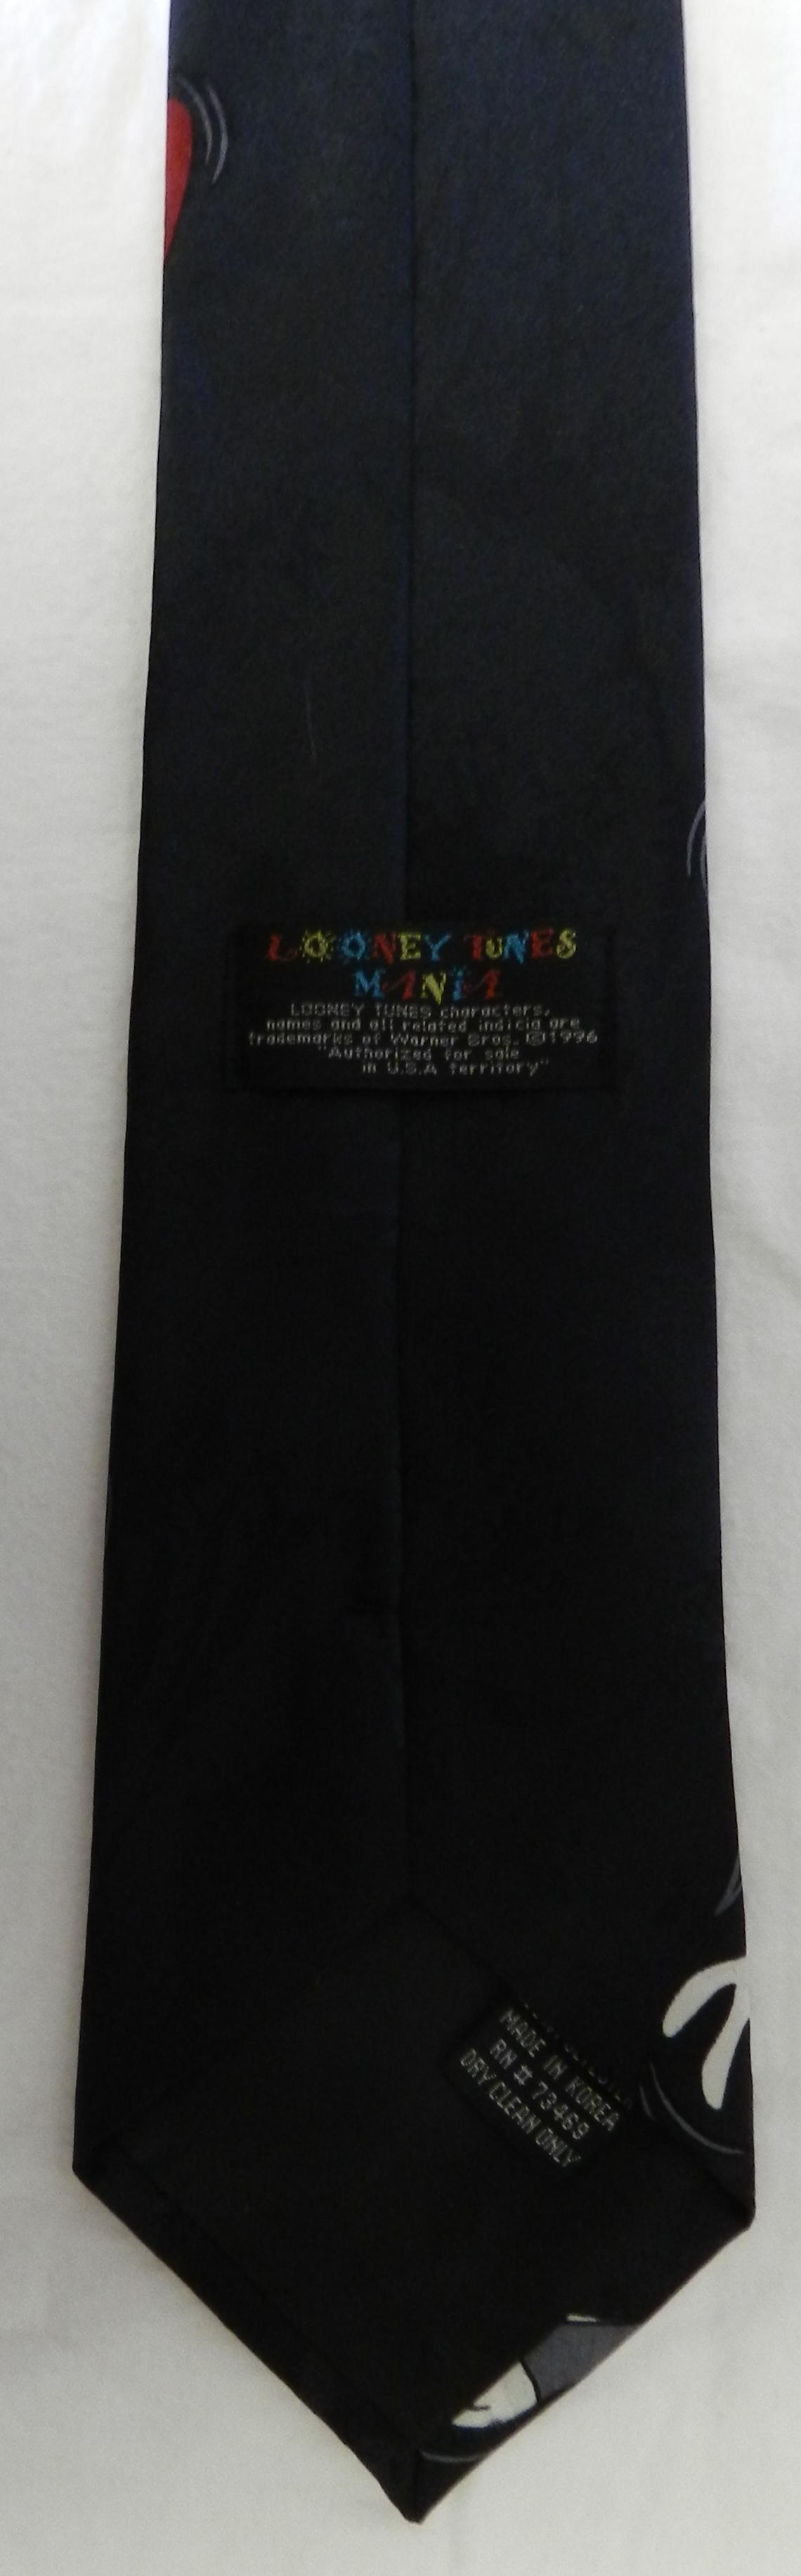 LOONEY TUNES
MANIA
LOONEY TUNES characters,
names and all related indicia are
trademarks of Warner Bros. ©1996
"Authorized for sale
in U.S.A territory"
MADE IN KOREA
RN # 73469
DRY CLEAN ONLY